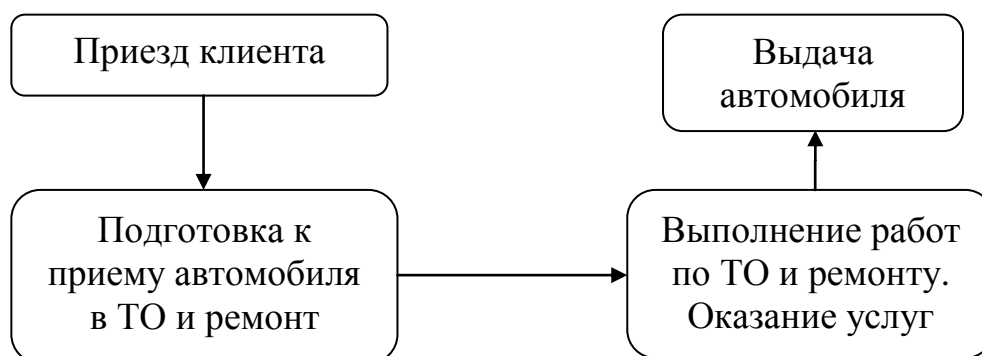 Приезд клиента
Подготовка к
приему автомобиля
в ТО и ремонт
Выполнение работ
по ТО и ремонту.
Оказание услуг
Выдача
автомобиля